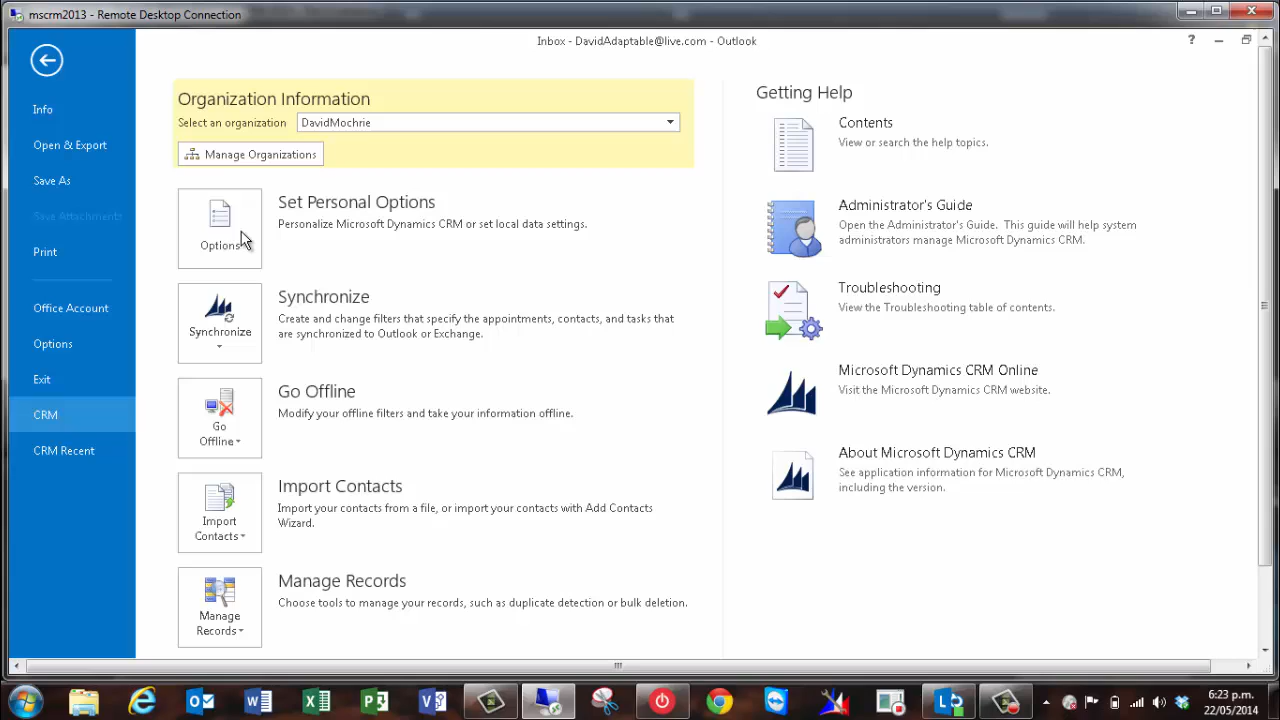 mscrm2013 - Remote Desktop Connection
Inbox - DavidAdaptable@live.com - Outlook
?
Info
Open & Export
Save As
Save Attachments
Print
Office Account
Options
Exit
CRM
CRM Recent
Organization Information
Select an organization
DavidMochrie
Manage Organizations
Options
Set Personal Options
Personalize Microsoft Dynamics CRM or set local data settings.
Synchronize
Synchronize
Create and change filters that specify the appointments, contacts, and tasks that
are synchronized to Outlook or Exchange.
Go
Offline
Go Offline
Modify your offline filters and take your information offline.
Import
Contacts
Import Contacts
Import your contacts from a file, or import your contacts with Add Contacts
Wizard.
Manage
Records
Manage Records
Choose tools to manage your records, such as duplicate detection or bulk deletion.
Getting Help
Contents
View or search the help topics.
Administrator's Guide
Open the Administrator's Guide. This guide will help system
administrators manage Microsoft Dynamics CRM.
Troubleshooting
View the Troubleshooting table of contents.
Microsoft Dynamics CRM Online
Visit the Microsoft Dynamics CRM website.
About Microsoft Dynamics CRM
See application information for Microsoft Dynamics CRM,
including the version.
6:23 p.m.
22/05/2014